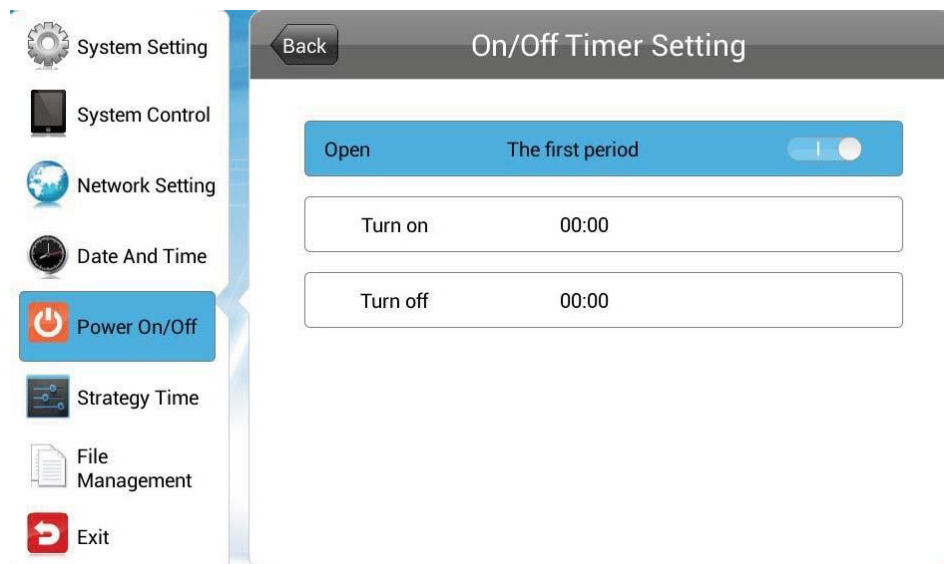 System Setting
System Control
Network Setting
Date And Time
Power On/Off
Strategy Time
File
Management
Exit
Back
On/Off Timer Setting
Open The first period
Turn on 00:00
Turn off 00:00